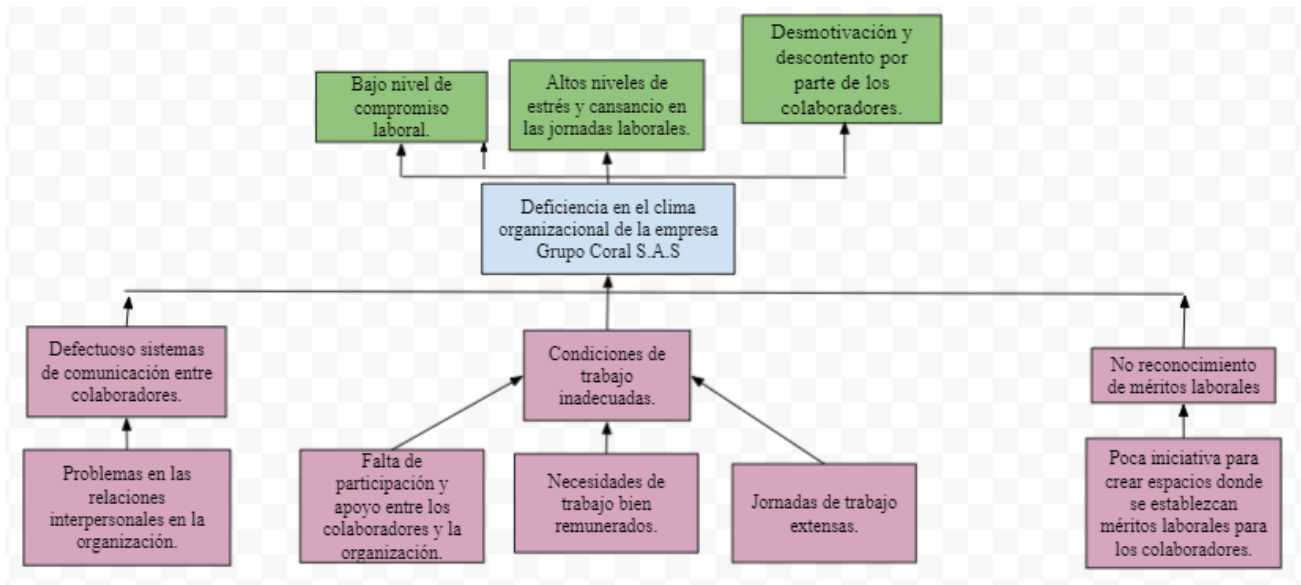 Bajo nivel de
compromiso
laboral.
Altos niveles de
estrés y cansancio en
las jornadas laborales.
Desmotivación y
descontento por
parte de los
colaboradores.
Deficiencia en el clima
organizacional de la empresa
Grupo Coral S.A.S
Defectuoso sistemas
de comunicación entre
colaboradores.
Condiciones de
trabajo
inadecuadas.
No reconocimiento
de méritos laborales
Problemas en las
relaciones
interpersonales en la
organización.
Falta de
participación y
apoyo entre los
colaboradores y la
organización.
Necesidades de
trabajo bien
remunerados.
Jornadas de trabajo
extensas.
Poca iniciativa para
crear espacios donde
se establezcan
méritos laborales para
los colaboradores.